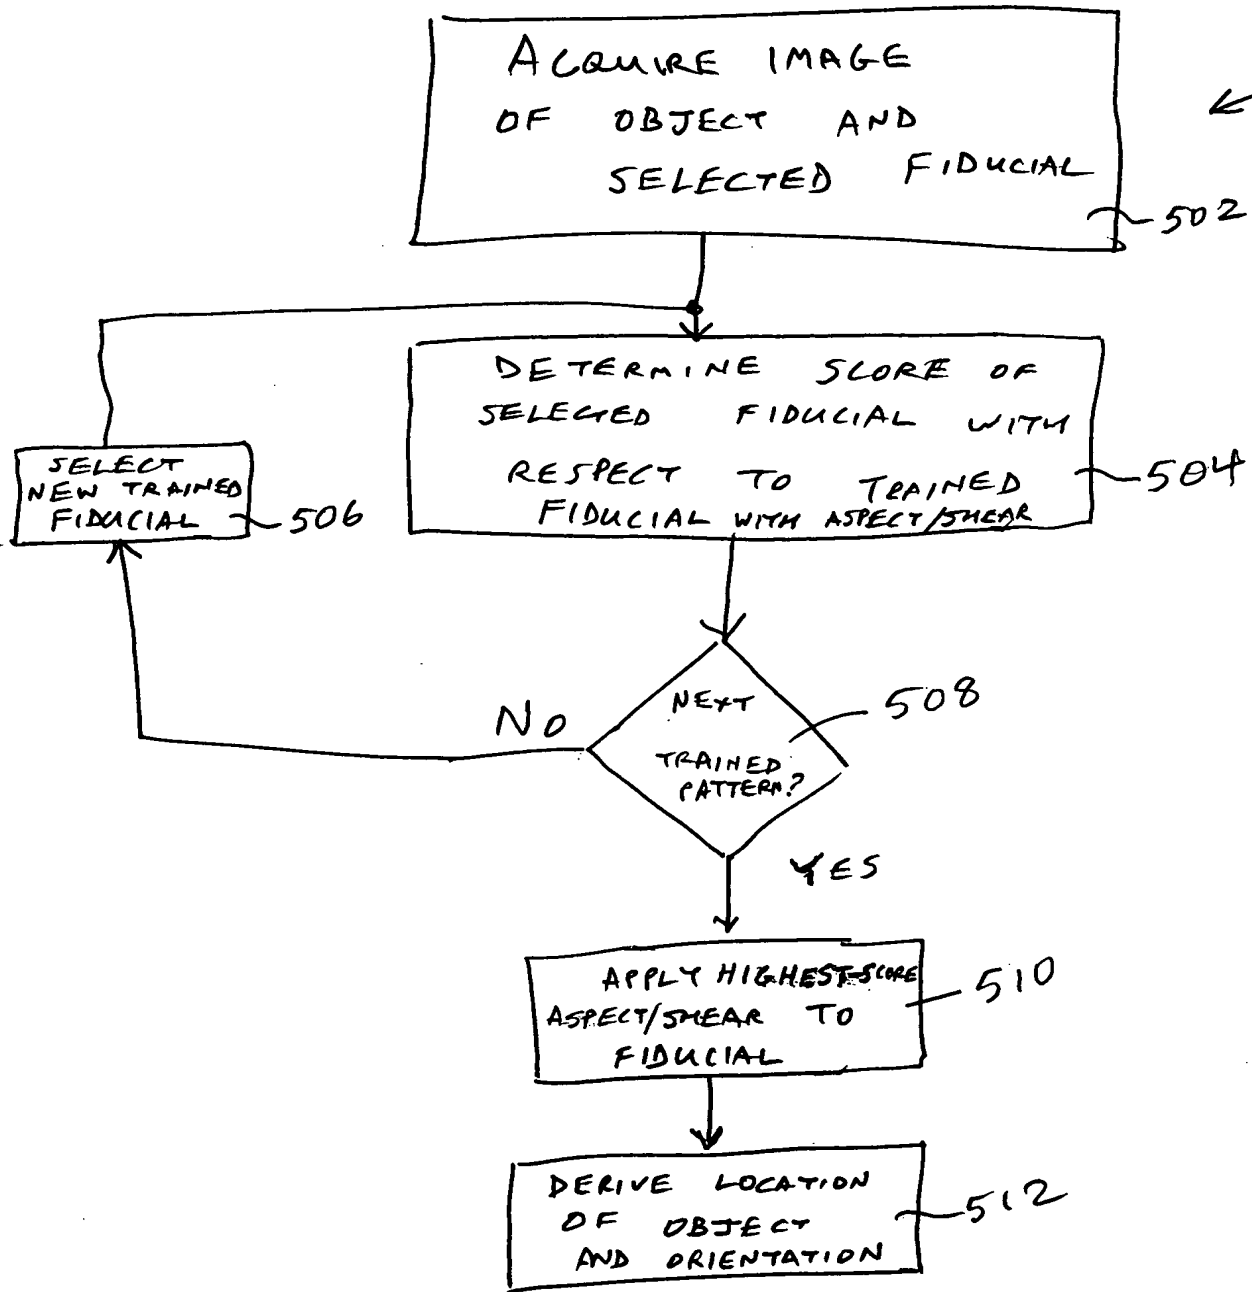 ACQUIRE IMAGE
OF OBJECT AND
SELECTED FIDUCIAL
502
DETERMINE SCORE OF
SELECTED FIDUCIAL WITH
RESPECT TO TRAINED
FIDUCIAL WITH ASPECT/SHEAR
504
SELECT
NEW TRAINED
FIDUCIAL
506
NEXT
TRAINED
PATTERN?
508
NO
YES
APPLY HIGHEST-SCORE
ASPECT/SHEAR TO
FIDUCIAL
510
DERIVE LOCATION
OF OBJECT
AND ORIENTATION
512